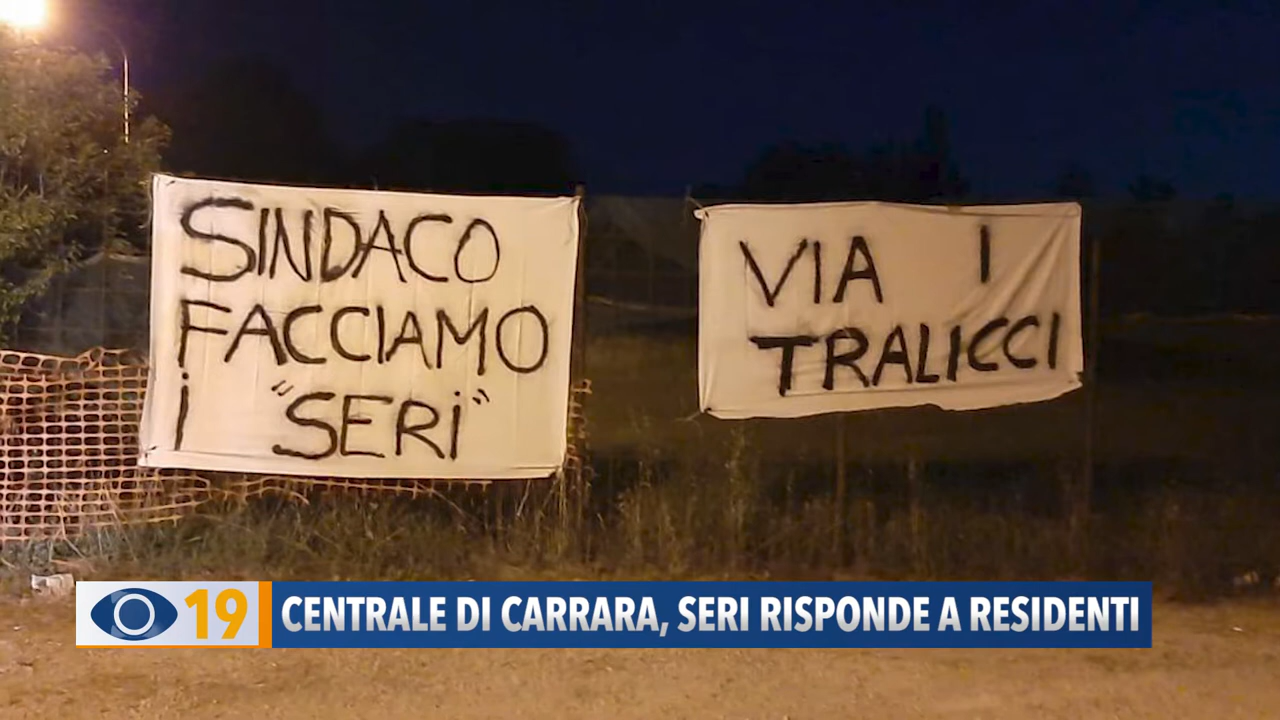 SINDACO
FACCIAMO
i "SERi"
VIA I
TRALICCI
19
CENTRALE DI CARRARA, SERI RISPONDE A RESIDENTI